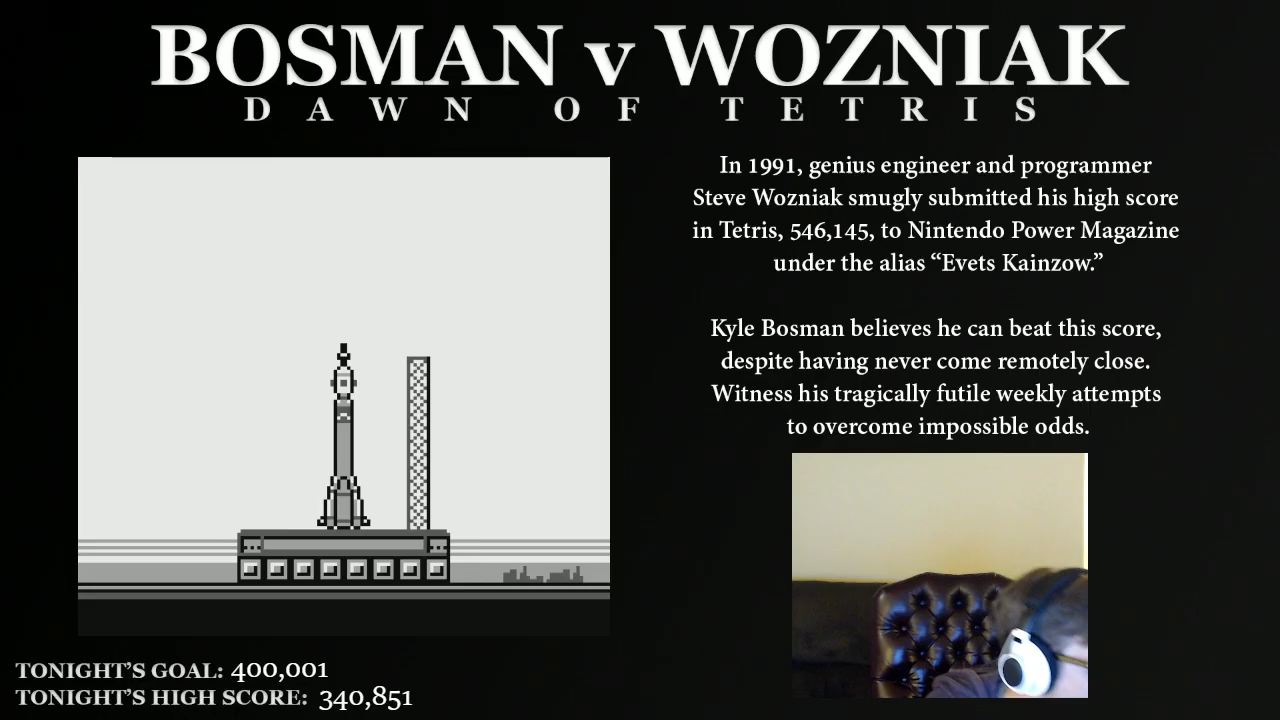 BOSMAN v WOZNIAK
DAWN OF TETRIS
In 1991, genius engineer and programmer
Steve Wozniak smugly submitted his high score
in Tetris, 546,145, to Nintendo Power Magazine
under the alias “Evets Kainzow.”
Kyle Bosman believes he can beat this score,
despite having never come remotely close.
Witness his tragically futile weekly attempts
to overcome impossible odds.
TONIGHT’S GOAL: 400,001
TONIGHT’S HIGH SCORE: 340,851